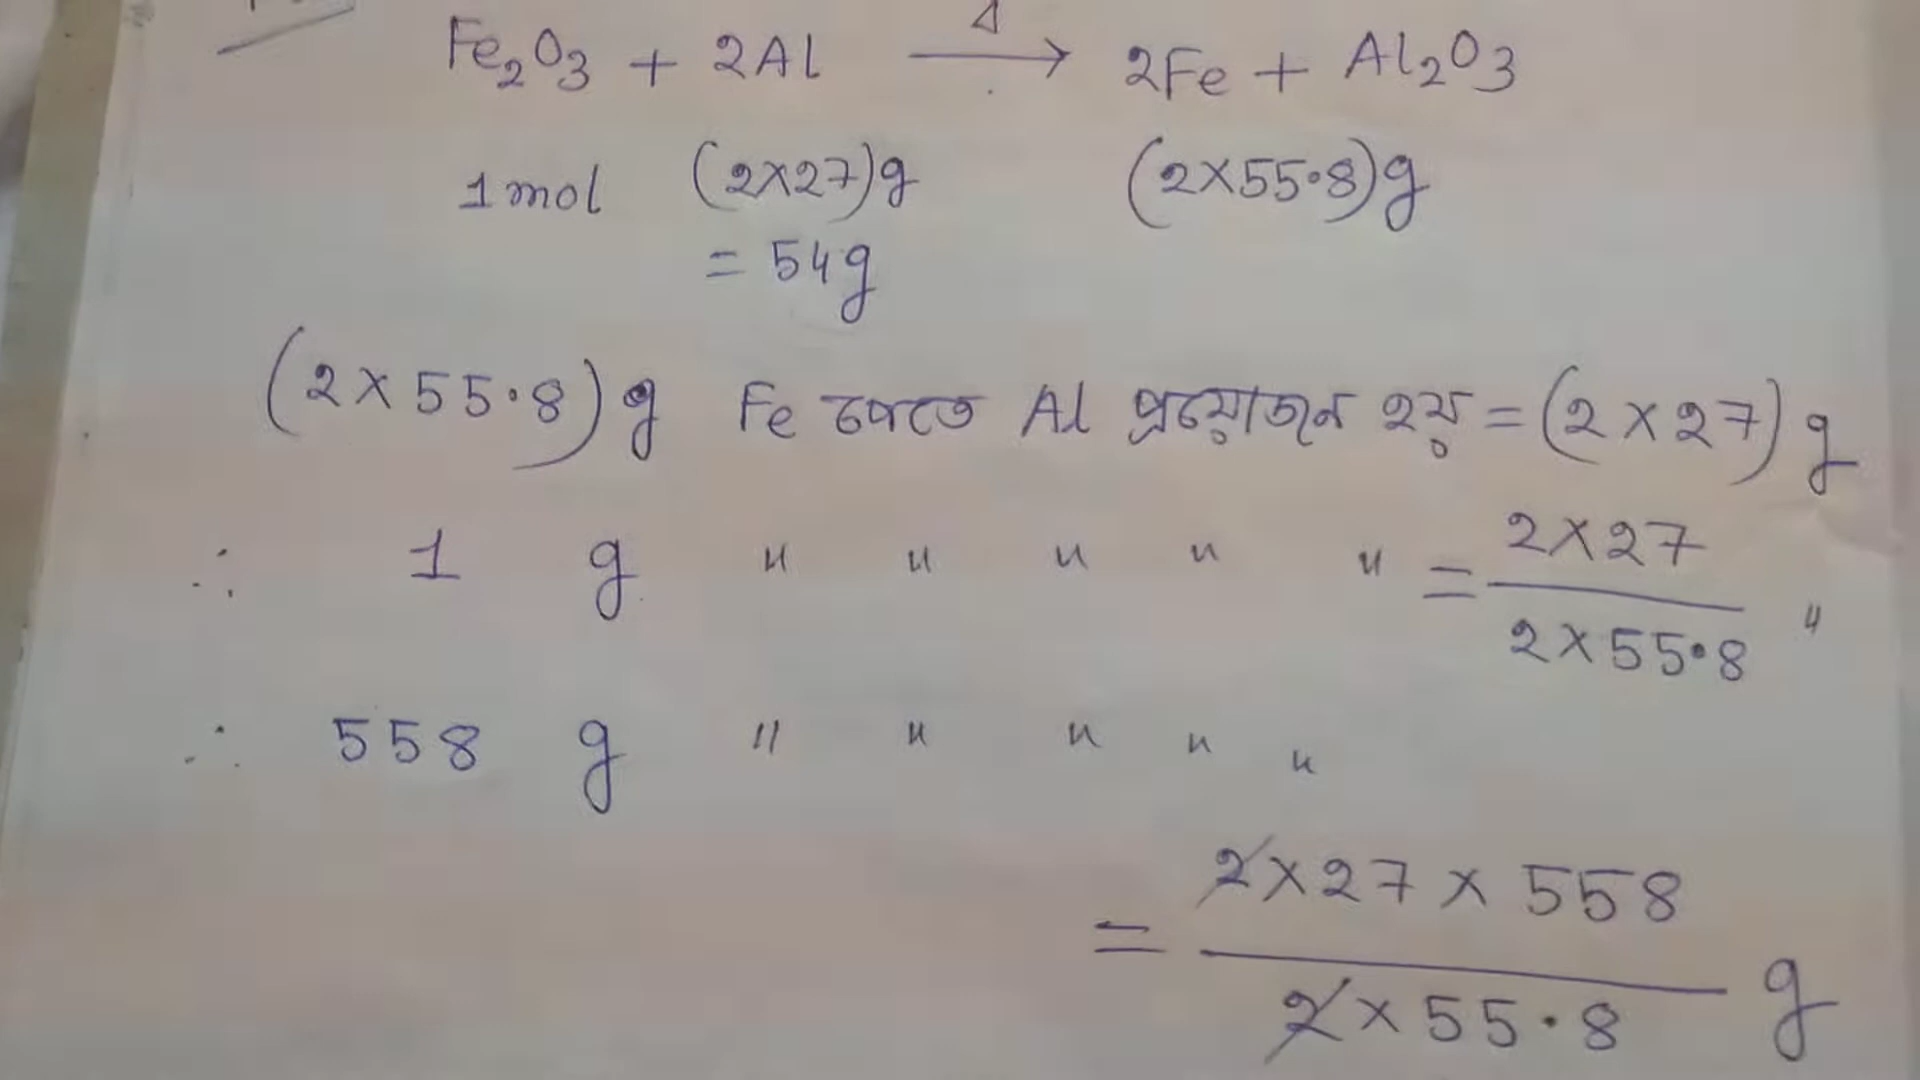 Fe₂O₃ + 2Al —Δ→ 2Fe + Al₂O₃
1 mol (2×27)g (2×55·8)g
= 54g
(2×55·8) g Fe পেতে Al প্রয়োজন হয় = (2×27) g
∴ 1 g " " " " " = 2×27 / 2×55·8 "
∴ 558 g " " " " "
= 2×27×558 / 2×55·8 g